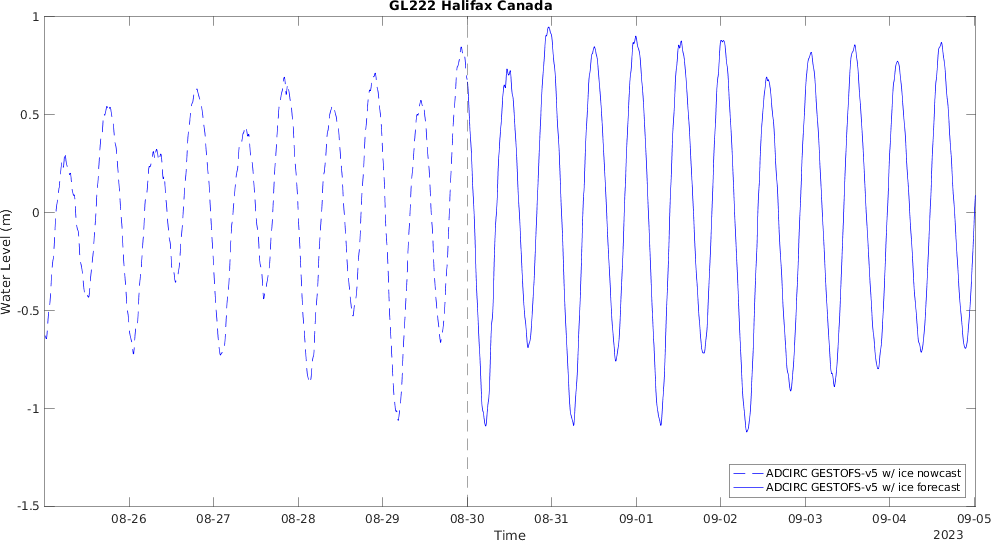 GL222 Halifax Canada
Water Level (m)
1
0.5
0
-0.5
-1
-1.5
08-26 08-27 08-28 08-29 08-30 08-31 09-01 09-02 09-03 09-04 09-05
Time
2023
ADCIRC GESTOFS-v5 w/ ice nowcast
ADCIRC GESTOFS-v5 w/ ice forecast